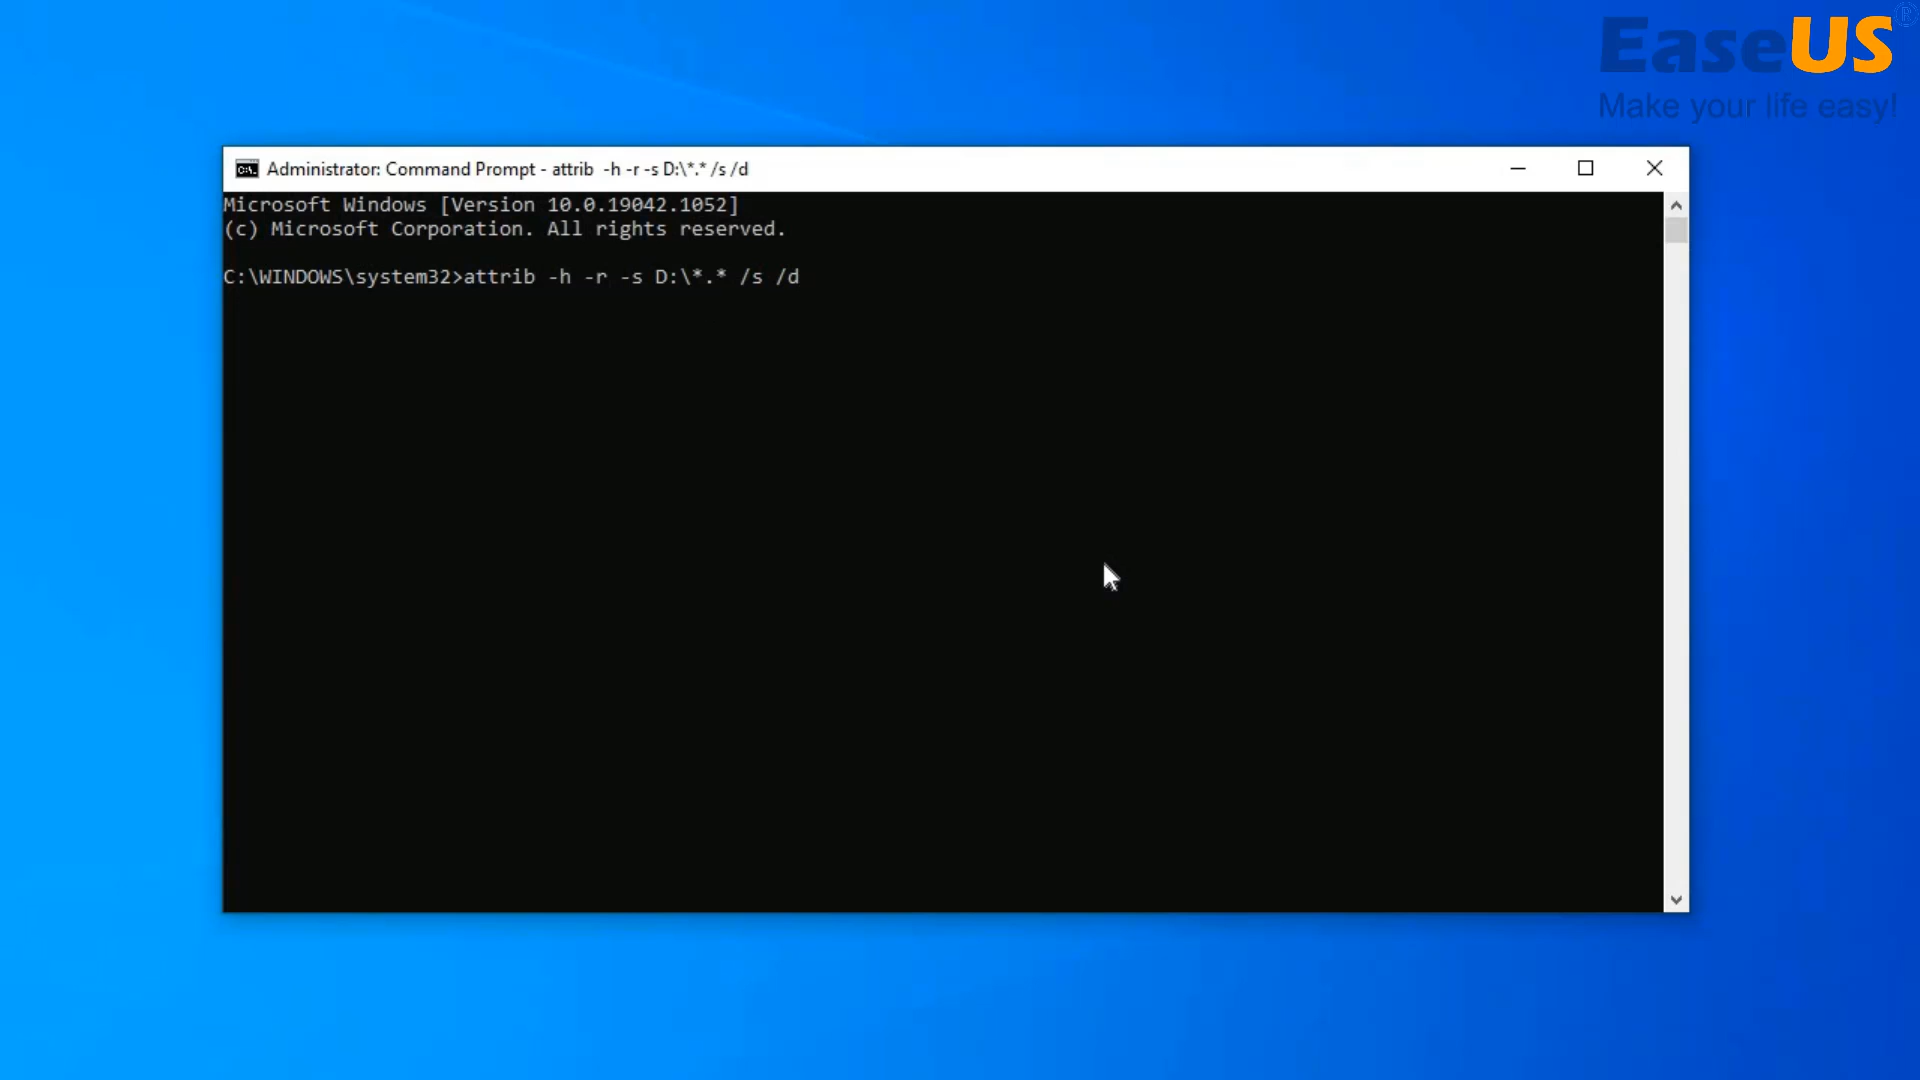 EaseUS®
Make your life easy!
Administrator: Command Prompt - attrib  -h -r -s D:\*.* /s /d
Microsoft Windows [Version 10.0.19042.1052]
(c) Microsoft Corporation. All rights reserved.
C:\WINDOWS\system32>attrib -h -r -s D:\*.* /s /d